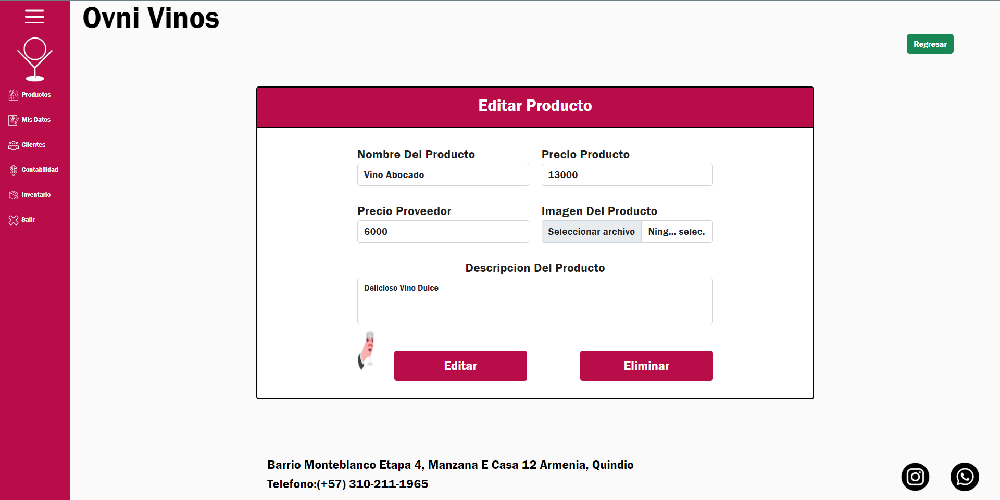 Ovni Vinos
Regresar
Productos
Mis Datos
Clientes
Contabilidad
Inventario
Salir
Editar Producto
Nombre Del Producto
Vino Abocado
Precio Producto
13000
Precio Proveedor
6000
Imagen Del Producto
Seleccionar archivo Ning... selec.
Descripcion Del Producto
Delicioso Vino Dulce
Editar
Eliminar
Barrio Monteblanco Etapa 4, Manzana E Casa 12 Armenia, Quindio
Telefono:(+57) 310-211-1965